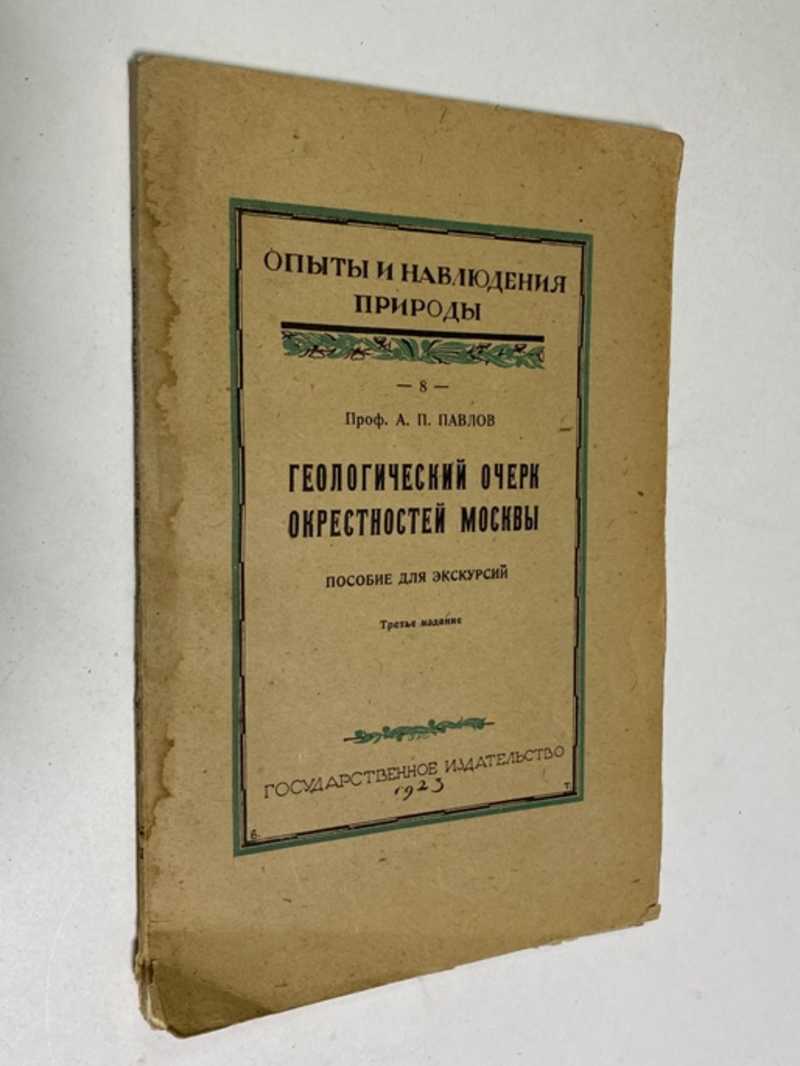 ОПЫТЫ И НАБЛЮДЕНИЯ
ПРИРОДЫ
— 8 —
Проф. А. П. ПАВЛОВ
ГЕОЛОГИЧЕСКИЙ ОЧЕРК
ОКРЕСТНОСТЕЙ МОСКВЫ
ПОСОБИЕ ДЛЯ ЭКСКУРСИЙ
Третье издание
ГОСУДАРСТВЕННОЕ ИЗДАТЕЛЬСТВО
1923
Б. Т.